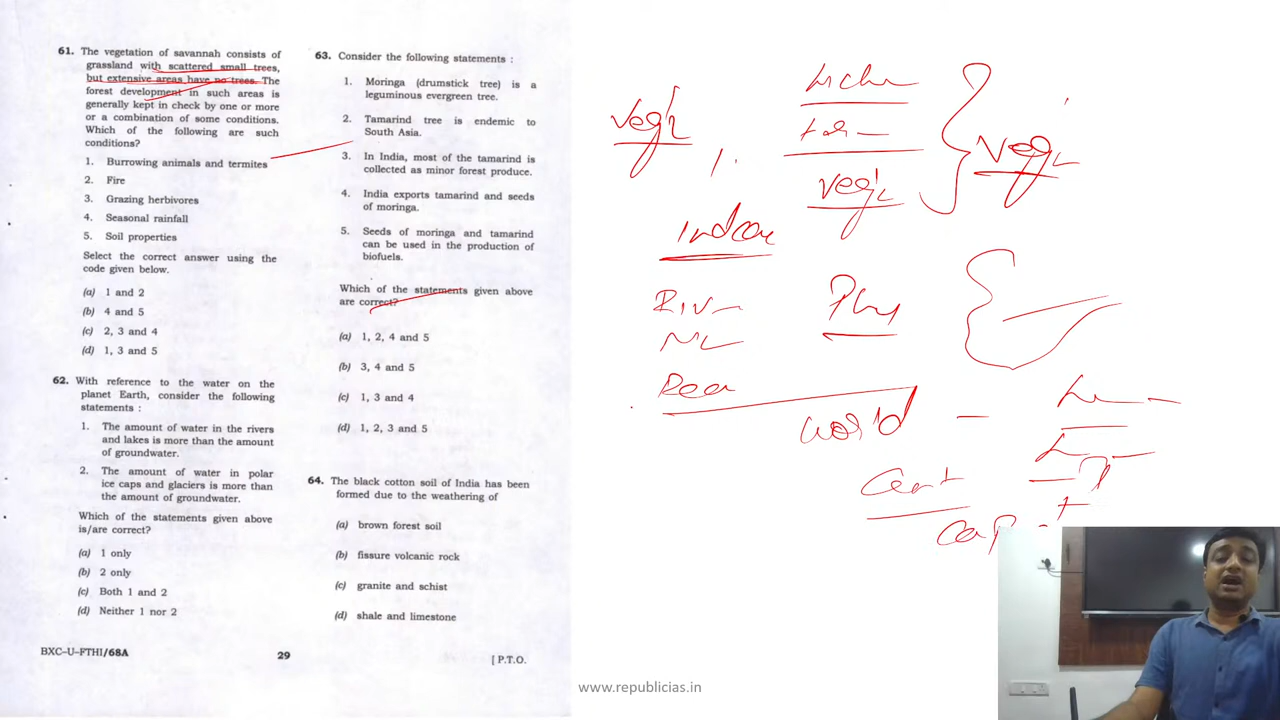 61. The vegetation of savannah consists of
grassland with scattered small trees,
but extensive areas have no trees. The
forest development in such areas is
generally kept in check by one or more
or a combination of some conditions.
Which of the following are such
conditions?
1. Burrowing animals and termites
2. Fire
3. Grazing herbivores
4. Seasonal rainfall
5. Soil properties
Select the correct answer using the
code given below.
(a) 1 and 2
(b) 4 and 5
(c) 2, 3 and 4
(d) 1, 3 and 5
62. With reference to the water on the
planet Earth, consider the following
statements :
1. The amount of water in the rivers
and lakes is more than the amount
of groundwater.
2. The amount of water in polar
ice caps and glaciers is more than
the amount of groundwater.
Which of the statements given above
is/are correct?
(a) 1 only
(b) 2 only
(c) Both 1 and 2
(d) Neither 1 nor 2
BXC-U-FTHI/68A
63. Consider the following statements :
1. Moringa (drumstick tree) is a
leguminous evergreen tree.
2. Tamarind tree is endemic to
South Asia.
3. In India, most of the tamarind is
collected as minor forest produce.
4. India exports tamarind and seeds
of moringa.
5. Seeds of moringa and tamarind
can be used in the production of
biofuels.
Which of the statements given above
are correct?
(a) 1, 2, 4 and 5
(b) 3, 4 and 5
(c) 1, 3 and 4
(d) 1, 2, 3 and 5
64. The black cotton soil of India has been
formed due to the weathering of
(a) brown forest soil
(b) fissure volcanic rock
(c) granite and schist
(d) shale and limestone
29
[ P.T.O.
world
www.republicias.in